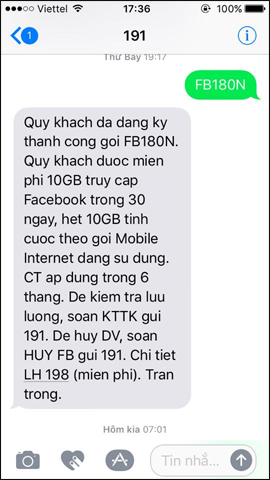 Viettel 17:36 100%
1
191
Thứ Bảy 19:17
FB180N
Quy khach da dang ky
thanh cong goi FB180N.
Quy khach duoc mien
phi 10GB truy cap
Facebook trong 30
ngay, het 10GB tinh
cuoc theo goi Mobile
Internet dang su dung.
CT ap dung trong 6
thang. De kiem tra luu
luong, soan KTTK gui
191. De huy DV, soan
HUY FB gui 191. Chi tiet
LH 198 (mien phi). Tran
trong.
Hôm kia 07:01
Tin nhắ...